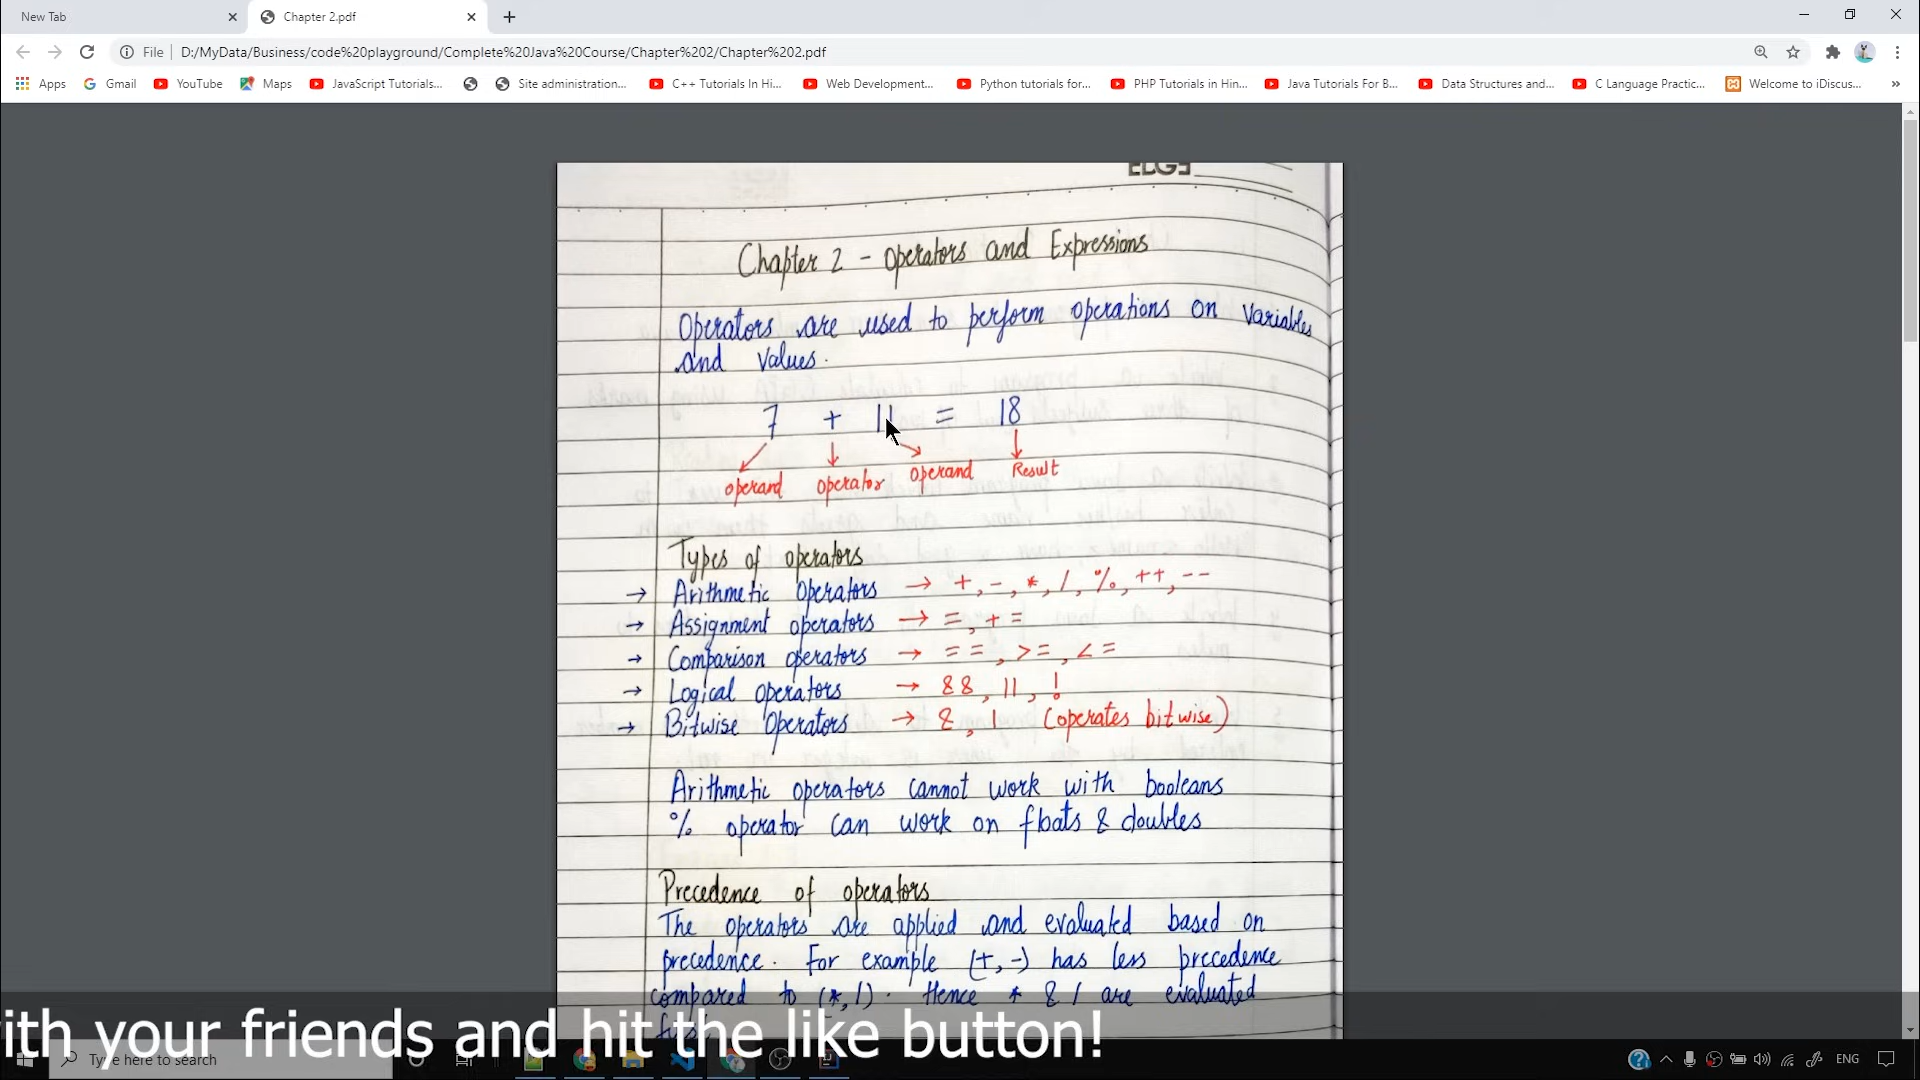 New Tab
Chapter 2.pdf
File
D:/MyData/Business/code%20playground/Complete%20Java%20Course/Chapter%202/Chapter%202.pdf
Apps Gmail YouTube Maps JavaScript Tutorials... Site administration... C++ Tutorials In Hi... Web Development... Python tutorials for... PHP Tutorials in Hin... Java Tutorials For B... Data Structures and... C Language Practic... Welcome to iDiscus... »
Chapter 2 - Operators and Expressions
Operators are used to perform operations on Variables
and values.
7 + 11 = 18
operand operator operand Result
Types of operators
→ Arithmetic Operators → +, -, *, /, %, ++, --
→ Assignment operators → =, +=
→ Comparison operators → ==, >=, <=
→ Logical operators → &&, ||, !
→ Bitwise Operators → &, | (operates bitwise)
Arithmetic operators cannot work with booleans
% operator can work on floats & doubles
Precedence of operators
The operators are applied and evaluated based on
precedence. For example (+, -) has less precedence
compared to (*, /). Hence * & / are evaluated
ith your friends and hit the like button!
Type here to search
ENG